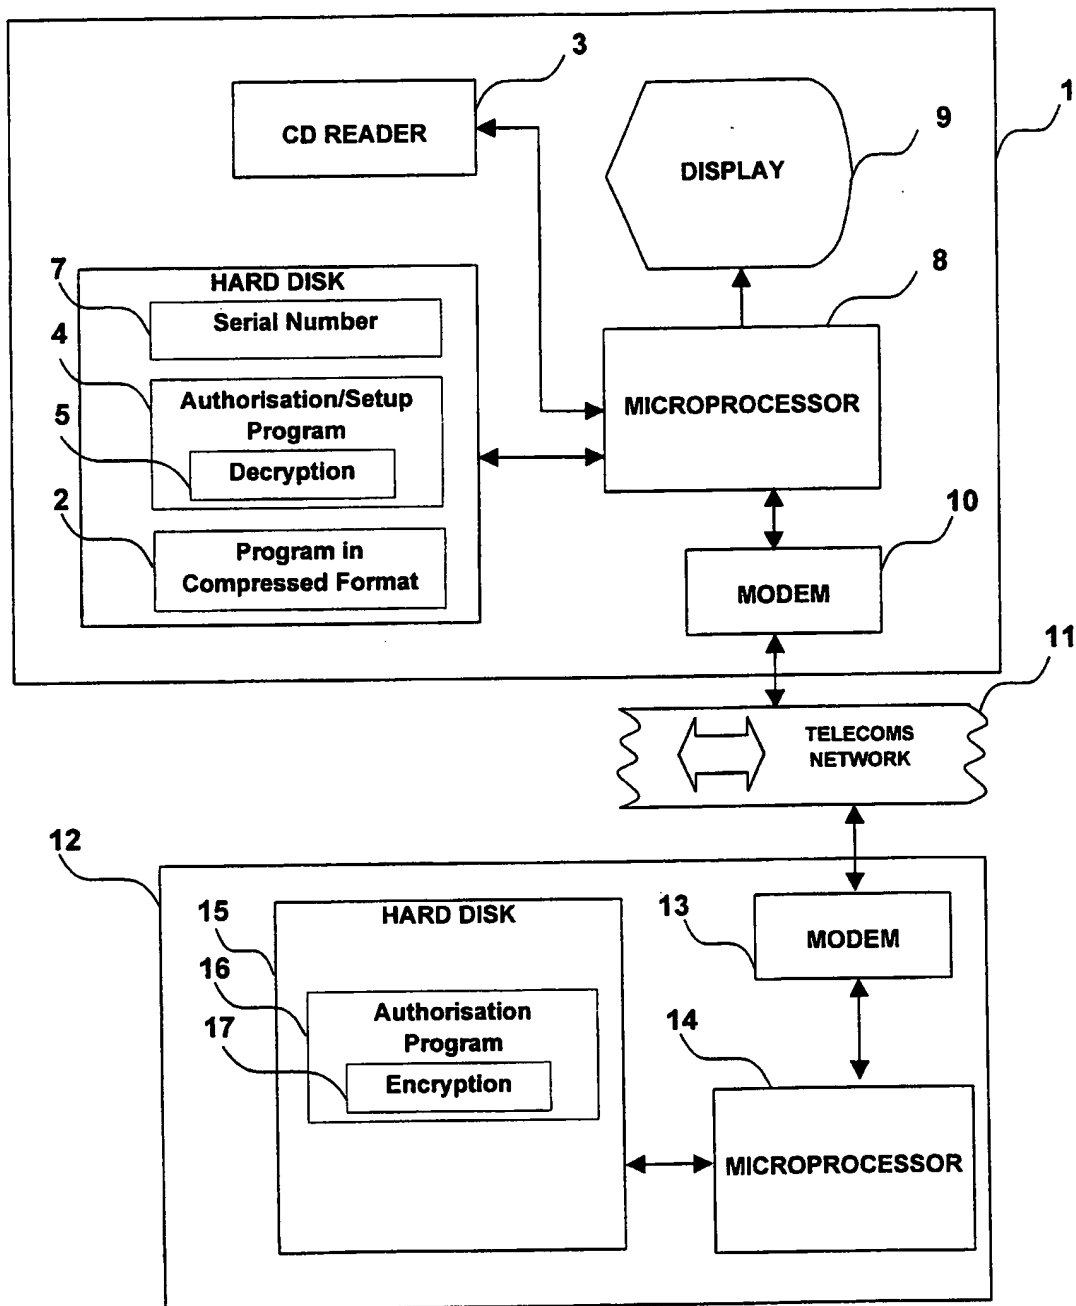 3
1
CD READER
9
DISPLAY
7
HARD DISK
8
Serial Number
4
Authorisation/Setup
Program
MICROPROCESSOR
5
Decryption
2
10
Program in
Compressed Format
MODEM
11
TELECOMS
NETWORK
12
15
HARD DISK
13
MODEM
16
Authorisation
Program
17
14
Encryption
MICROPROCESSOR